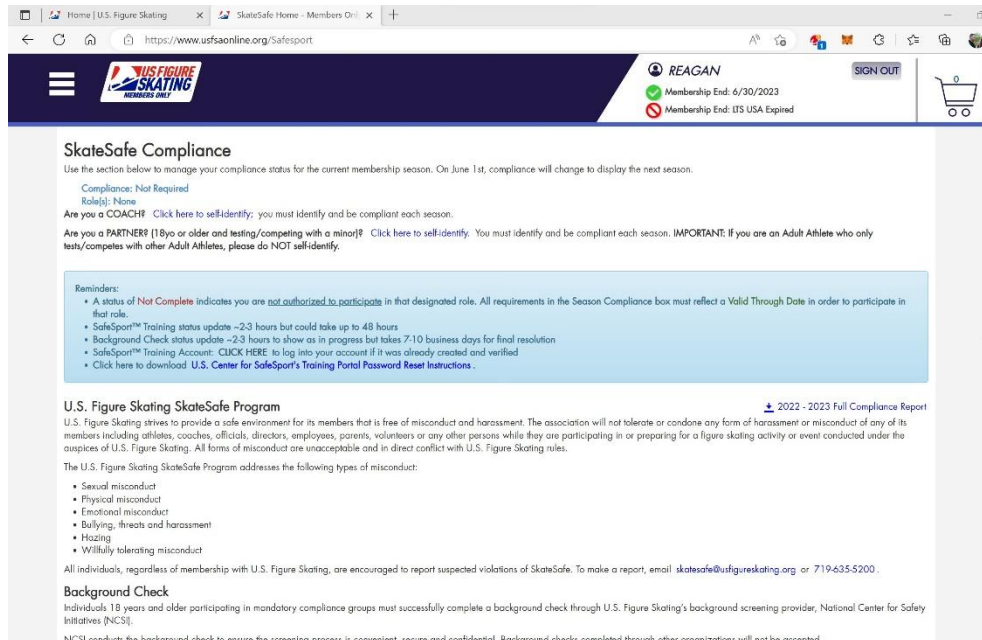 Home | U.S. Figure Skating
SkateSafe Home - Members Onl
https://www.usfsaonline.org/Safesport
US FIGURE
SKATING
MEMBERS ONLY
REAGAN
SIGN OUT
Membership End: 6/30/2023
Membership End: LTS USA Expired
0
SkateSafe Compliance
Use the section below to manage your compliance status for the current membership season. On June 1st, compliance will change to display the next season.
Compliance: Not Required
Role(s): None
Are you a COACH? Click here to self-identify; you must identify and be compliant each season.
Are you a PARTNER? (18yo or older and testing/competing with a minor)? Click here to self-identify. You must identify and be compliant each season. IMPORTANT: If you are an Adult Athlete who only
tests/competes with other Adult Athletes, please do NOT self-identify.
Reminders:
• A status of Not Complete indicates you are not authorized to participate in that designated role. All requirements in the Season Compliance box must reflect a Valid Through Date in order to participate in
that role.
• SafeSport™ Training status update ~2-3 hours but could take up to 48 hours
• Background Check status update ~2-3 hours to show as in progress but takes 7-10 business days for final resolution
• SafeSport™ Training Account: CLICK HERE to log into your account if it was already created and verified
• Click here to download U.S. Center for SafeSport's Training Portal Password Reset Instructions .
U.S. Figure Skating SkateSafe Program
2022 - 2023 Full Compliance Report
U.S. Figure Skating strives to provide a safe environment for its members that is free of misconduct and harassment. The association will not tolerate or condone any form of harassment or misconduct of any of its
members including athletes, coaches, officials, directors, employees, parents, volunteers or any other persons while they are participating in or preparing for a figure skating activity or event conducted under the
auspices of U.S. Figure Skating. All forms of misconduct are unacceptable and in direct conflict with U.S. Figure Skating rules.
The U.S. Figure Skating SkateSafe Program addresses the following types of misconduct:
• Sexual misconduct
• Physical misconduct
• Emotional misconduct
• Bullying, threats and harassment
• Hazing
• Willfully tolerating misconduct
All individuals, regardless of membership with U.S. Figure Skating, are encouraged to report suspected violations of SkateSafe. To make a report, email skatesafe@usfigureskating.org or 719-635-5200 .
Background Check
Individuals 18 years and older participating in mandatory compliance groups must successfully complete a background check through U.S. Figure Skating's background screening provider, National Center for Safety
Initiatives (NCSI).
NCSI conducts the background check to ensure the screening process is convenient, secure and confidential. Background checks completed through other organizations will not be accepted